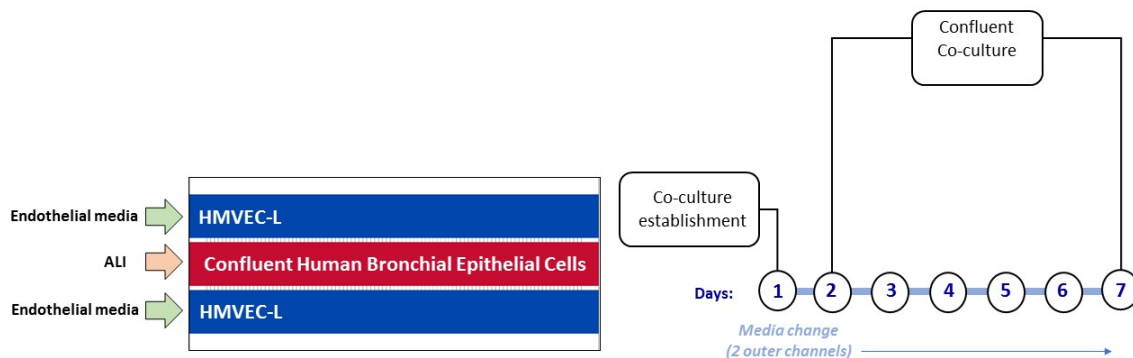 Endothelial media
HMVEC-L
ALI
Confluent Human Bronchial Epithelial Cells
Endothelial media
HMVEC-L
Confluent
Co-culture
Co-culture
establishment
Days:
1 2 3 4 5 6 7
Media change
(2 outer channels)